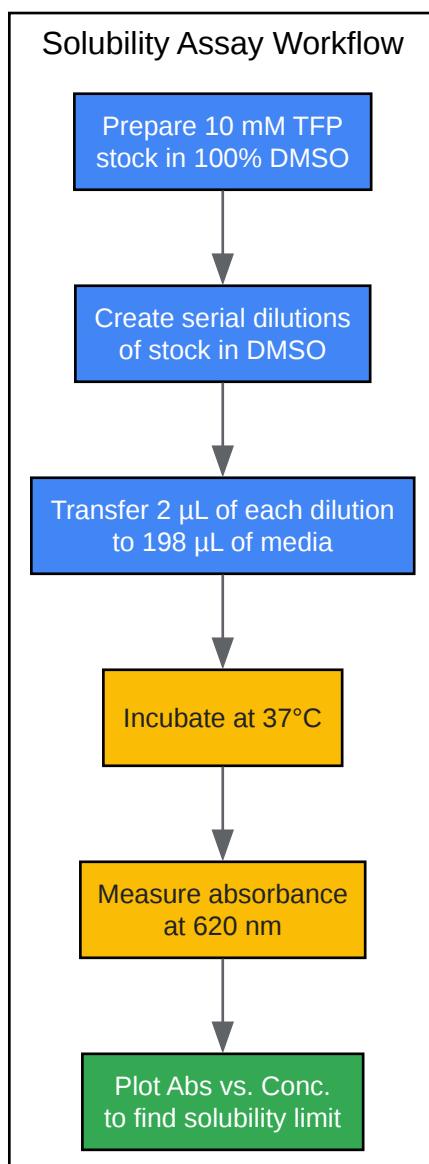 Solubility Assay Workflow
Prepare 10 mM TFP
stock in 100% DMSO
Create serial dilutions
of stock in DMSO
Transfer 2 µL of each dilution
to 198 µL of media
Incubate at 37°C
Measure absorbance
at 620 nm
Plot Abs vs. Conc.
to find solubility limit